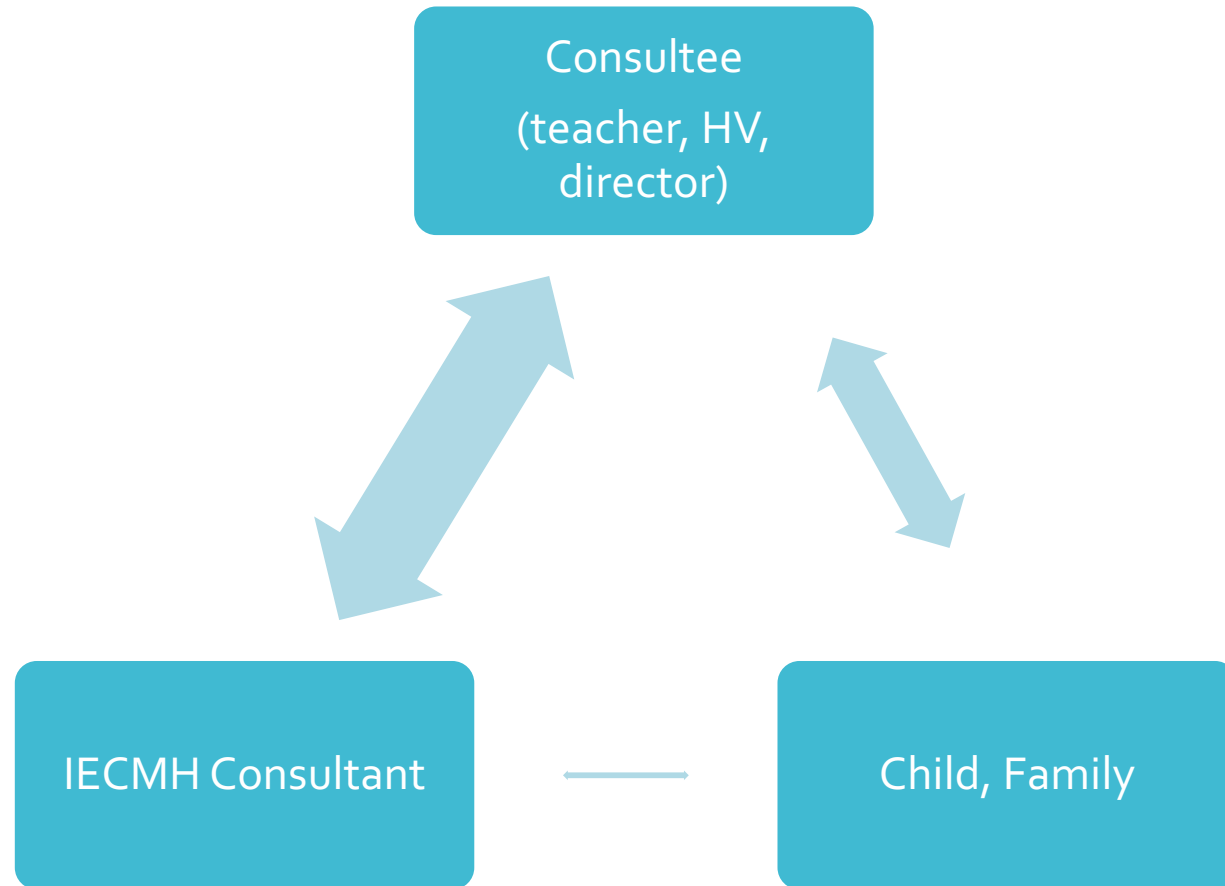 Consultee
(teacher, HV,
director)
IECMH Consultant
Child, Family